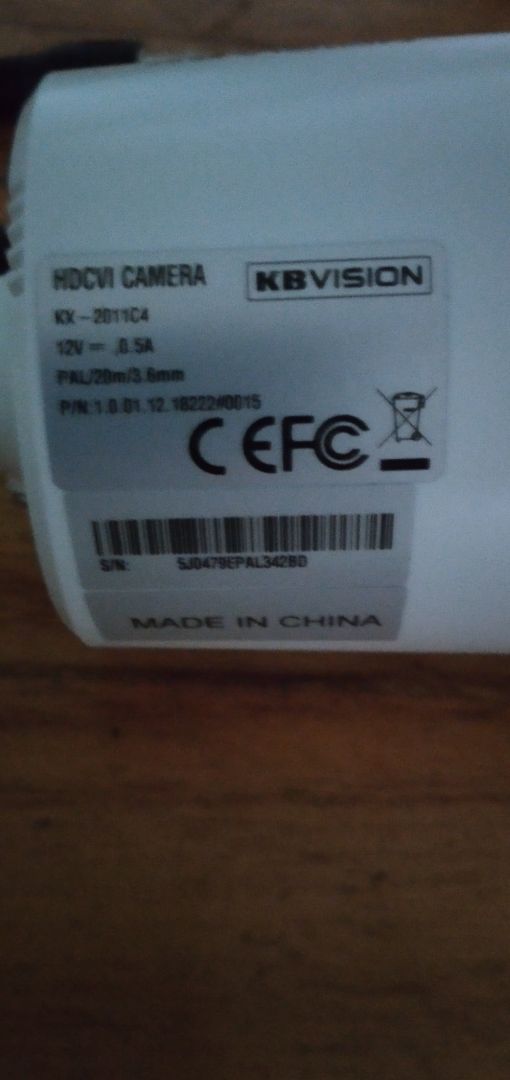 HDCVI CAMERA
KBVISION
KX-2011C4
12V⎓ ,0.5A
PAL/20m/3.6mm
P/N:1.0.01.12.18222#0015
CE FC
S/N: 5J0479EPAL342BD
MADE IN CHINA